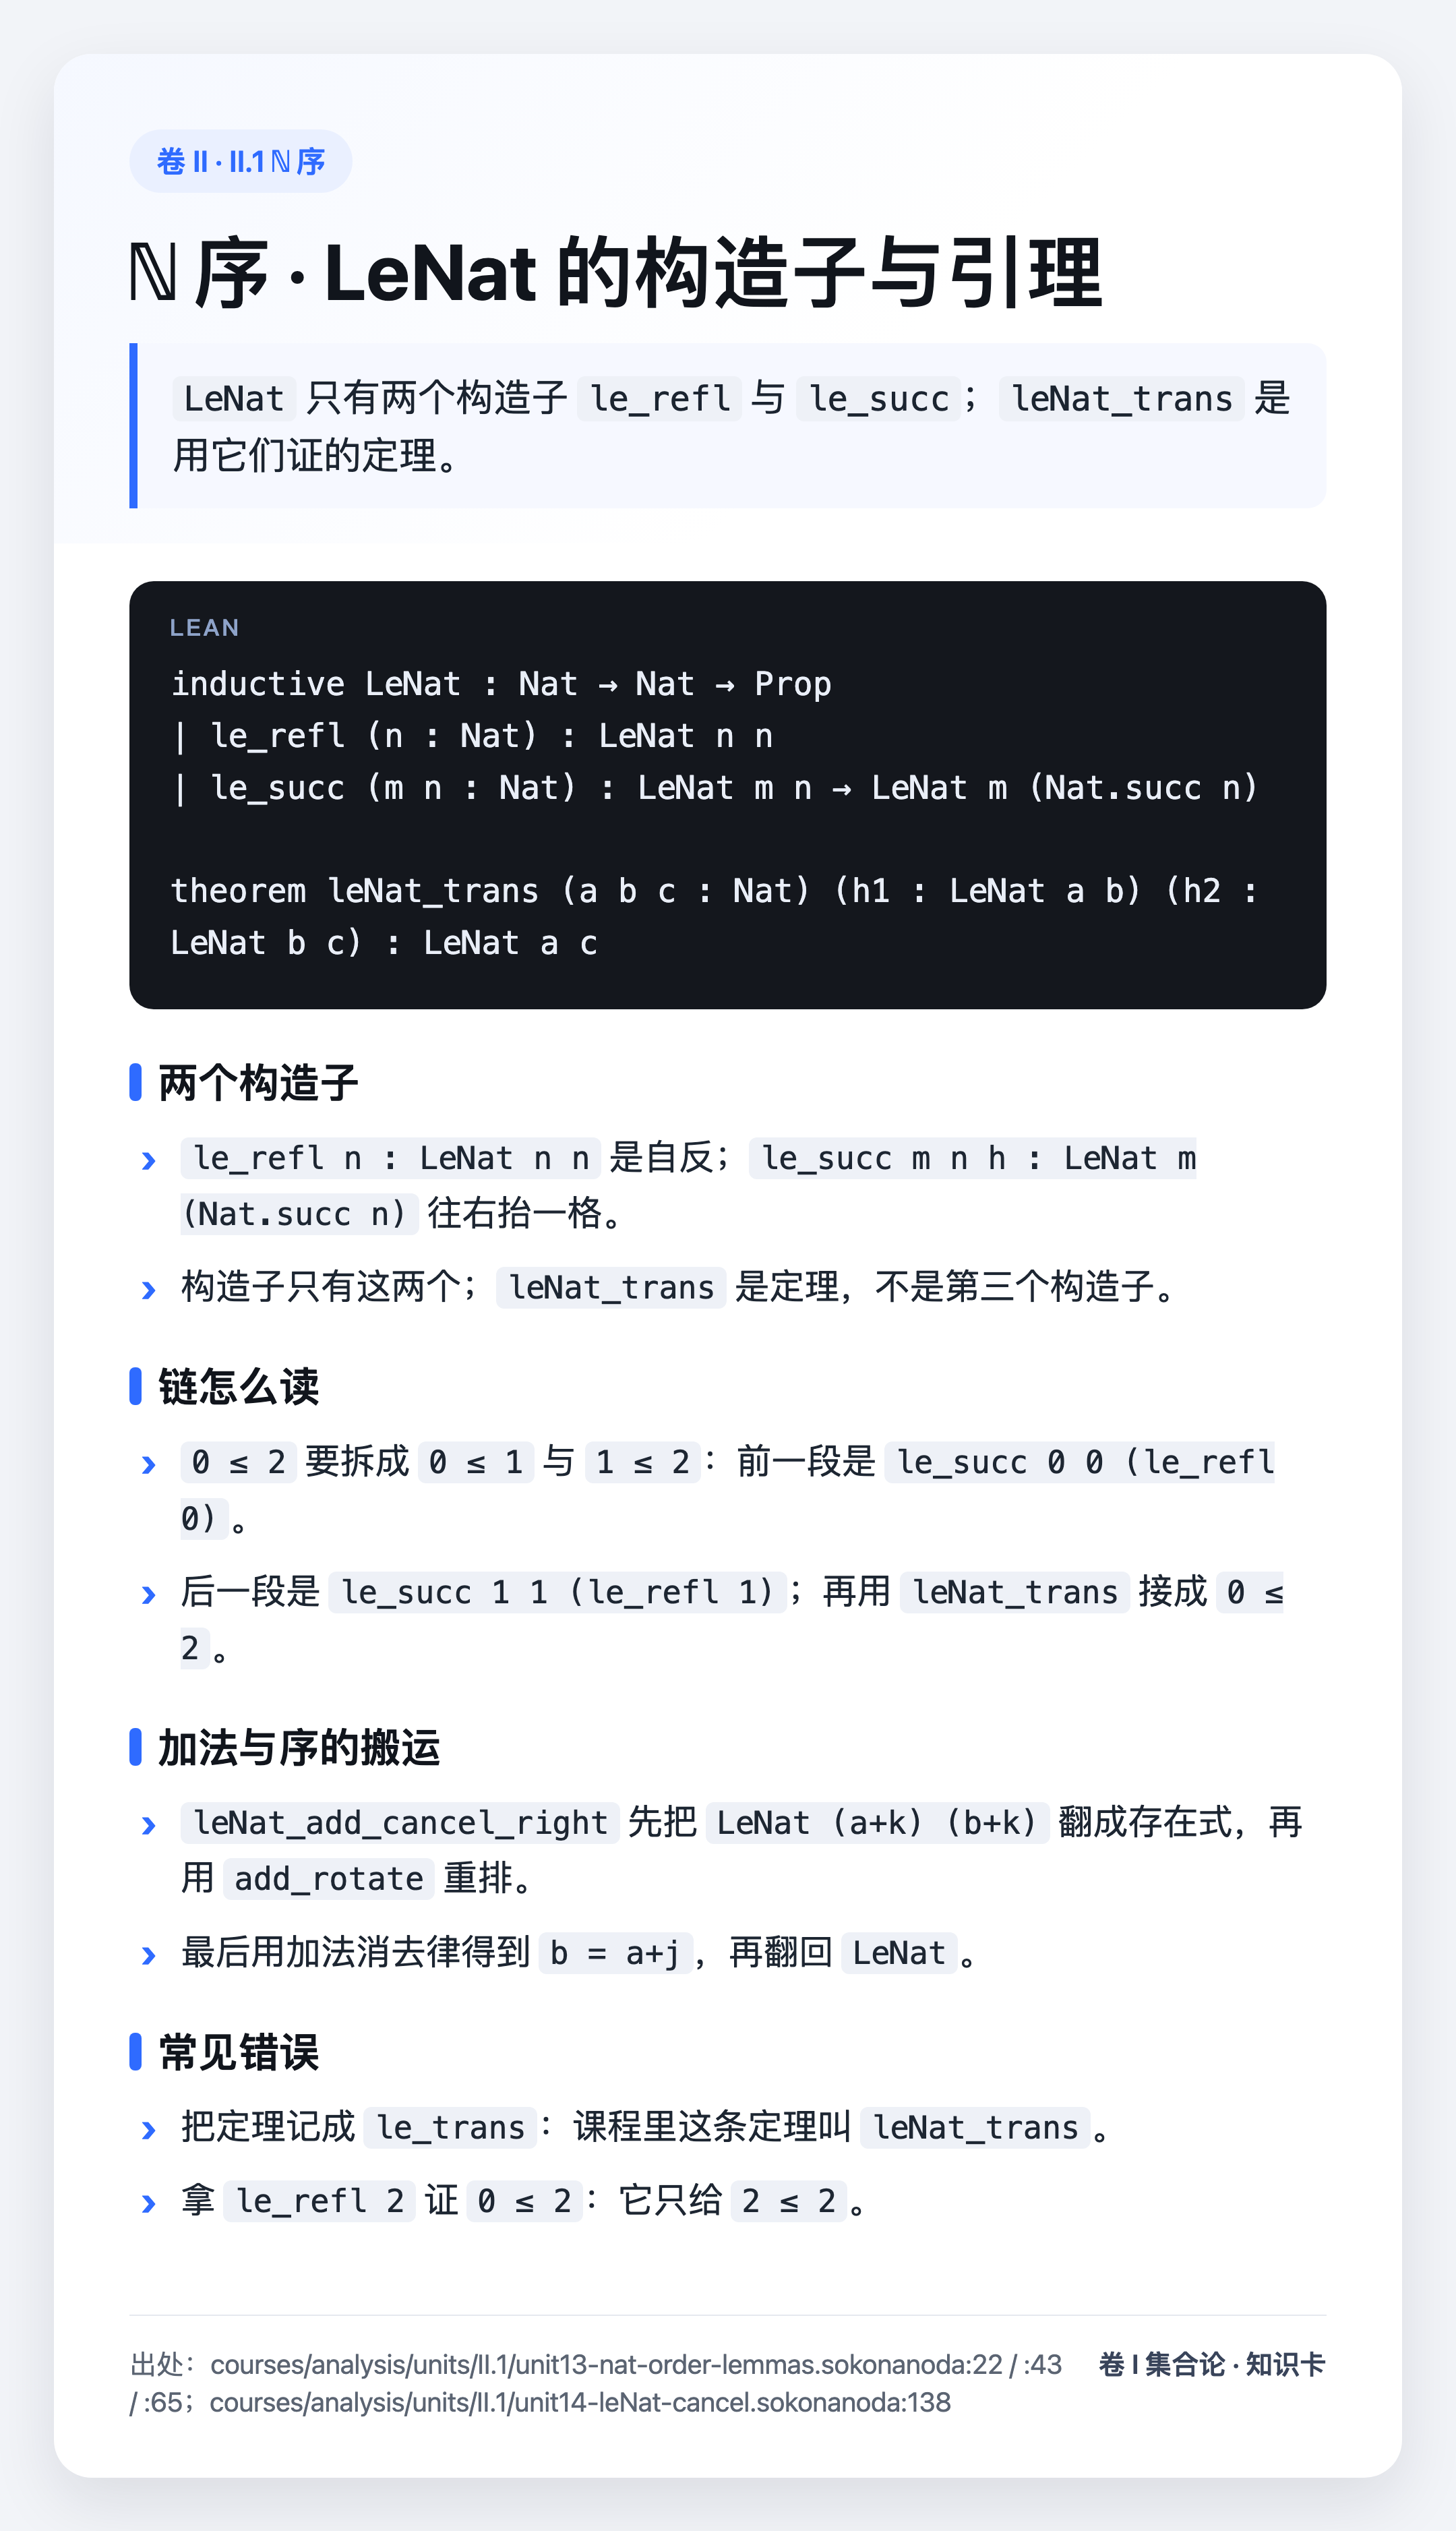 卷 II · II.1 ℕ 序
ℕ 序 · LeNat 的构造子与引理
LeNat 只有两个构造子 le_refl 与 le_succ；leNat_trans 是
用它们证的定理。
LEAN
inductive LeNat : Nat → Nat → Prop
| le_refl (n : Nat) : LeNat n n
| le_succ (m n : Nat) : LeNat m n → LeNat m (Nat.succ n)
theorem leNat_trans (a b c : Nat) (h1 : LeNat a b) (h2 :
LeNat b c) : LeNat a c
两个构造子
› le_refl n : LeNat n n 是自反；le_succ m n h : LeNat m
(Nat.succ n) 往右抬一格。
› 构造子只有这两个；leNat_trans 是定理，不是第三个构造子。
链怎么读
› 0 ≤ 2 要拆成 0 ≤ 1 与 1 ≤ 2：前一段是 le_succ 0 0 (le_refl
0)。
› 后一段是 le_succ 1 1 (le_refl 1)；再用 leNat_trans 接成 0 ≤
2。
加法与序的搬运
› leNat_add_cancel_right 先把 LeNat (a+k) (b+k) 翻成存在式，再
用 add_rotate 重排。
› 最后用加法消去律得到 b = a+j，再翻回 LeNat。
常见错误
› 把定理记成 le_trans：课程里这条定理叫 leNat_trans。
› 拿 le_refl 2 证 0 ≤ 2：它只给 2 ≤ 2。
出处：courses/analysis/units/II.1/unit13-nat-order-lemmas.sokonanoda:22 / :43
/ :65；courses/analysis/units/II.1/unit14-leNat-cancel.sokonanoda:138
卷 I 集合论 · 知识卡